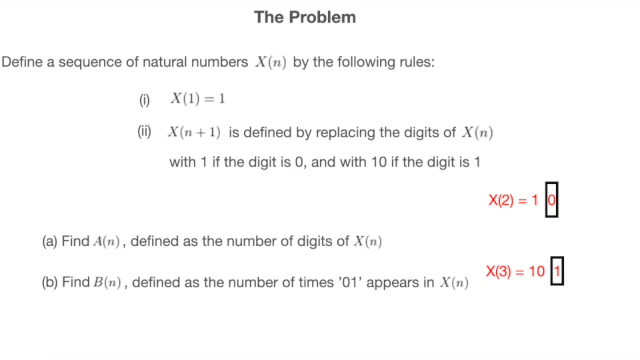 The Problem
Define a sequence of natural numbers X(n) by the following rules:
(i) X(1) = 1
(ii) X(n + 1) is defined by replacing the digits of X(n)
with 1 if the digit is 0, and with 10 if the digit is 1
X(2) = 1 0
(a) Find A(n), defined as the number of digits of X(n)
X(3) = 10 1
(b) Find B(n), defined as the number of times '01' appears in X(n)